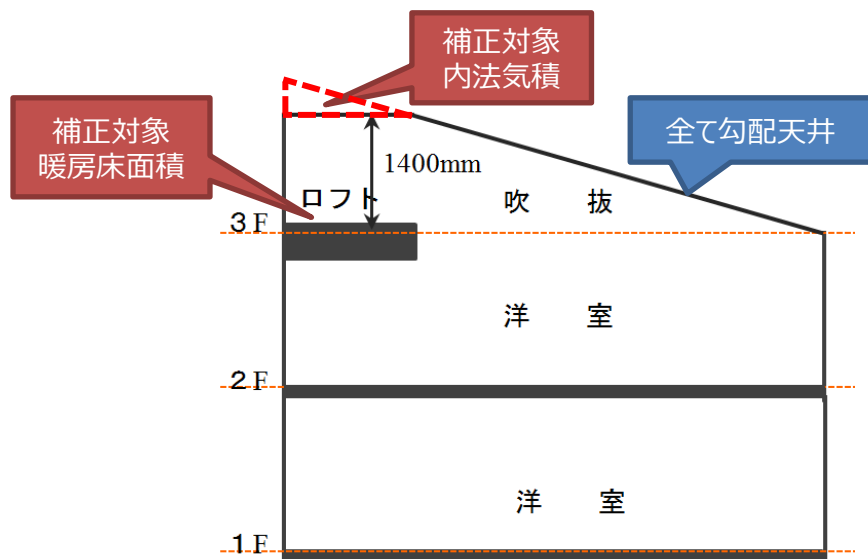 補正対象
内法気積
補正対象
暖房床面積
全て勾配天井
1400mm
ロフト
吹　抜
３F
洋　室
２F
洋　室
１F